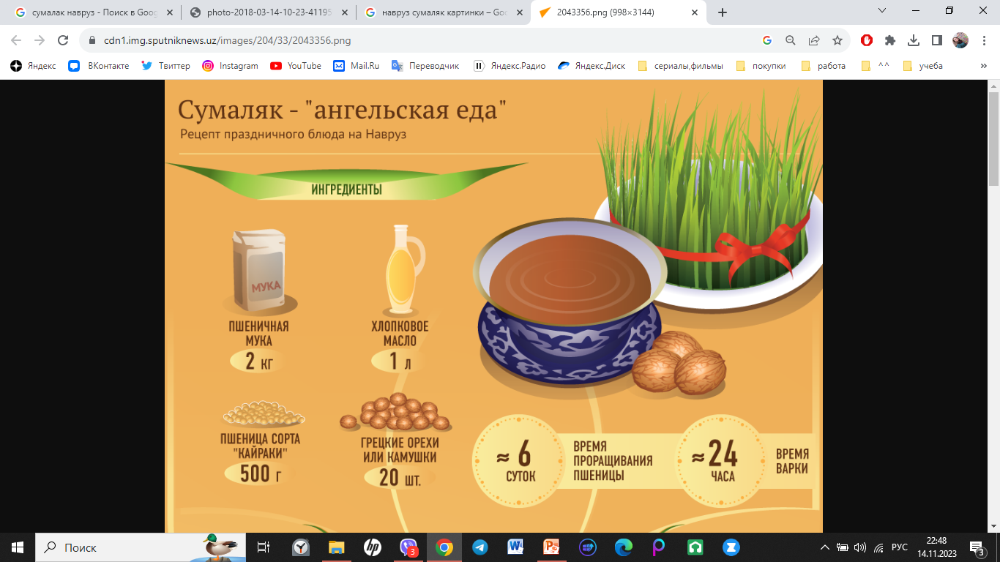 сумалак навруз - Поиск в Goog
photo-2018-03-14-10-23-41195
навруз сумаляк картинки – Goo
2043356.png (998×3144)
cdn1.img.sputniknews.uz/images/204/33/2043356.png
Яндекс
ВКонтакте
Твиттер
Instagram
YouTube
Mail.Ru
Переводчик
Яндекс.Радио
Яндекс.Диск
сериалы,фильмы
покупки
работа
^ ^
учеба
»
Сумаляк - "ангельская еда"
Рецепт праздничного блюда на Навруз
ИНГРЕДИЕНТЫ
МУКА
ПШЕНИЧНАЯ
МУКА
2 кг
ХЛОПКОВОЕ
МАСЛО
1 л
ПШЕНИЦА СОРТА
"КАЙРАКИ"
500 г
ГРЕЦКИЕ ОРЕХИ
ИЛИ КАМУШКИ
20 шт.
≈ 6
СУТОК
ВРЕМЯ
ПРОРАЩИВАНИЯ
ПШЕНИЦЫ
≈ 24
ЧАСА
ВРЕМЯ
ВАРКИ
Поиск
hp
3
РУС
22:48
14.11.2023
3